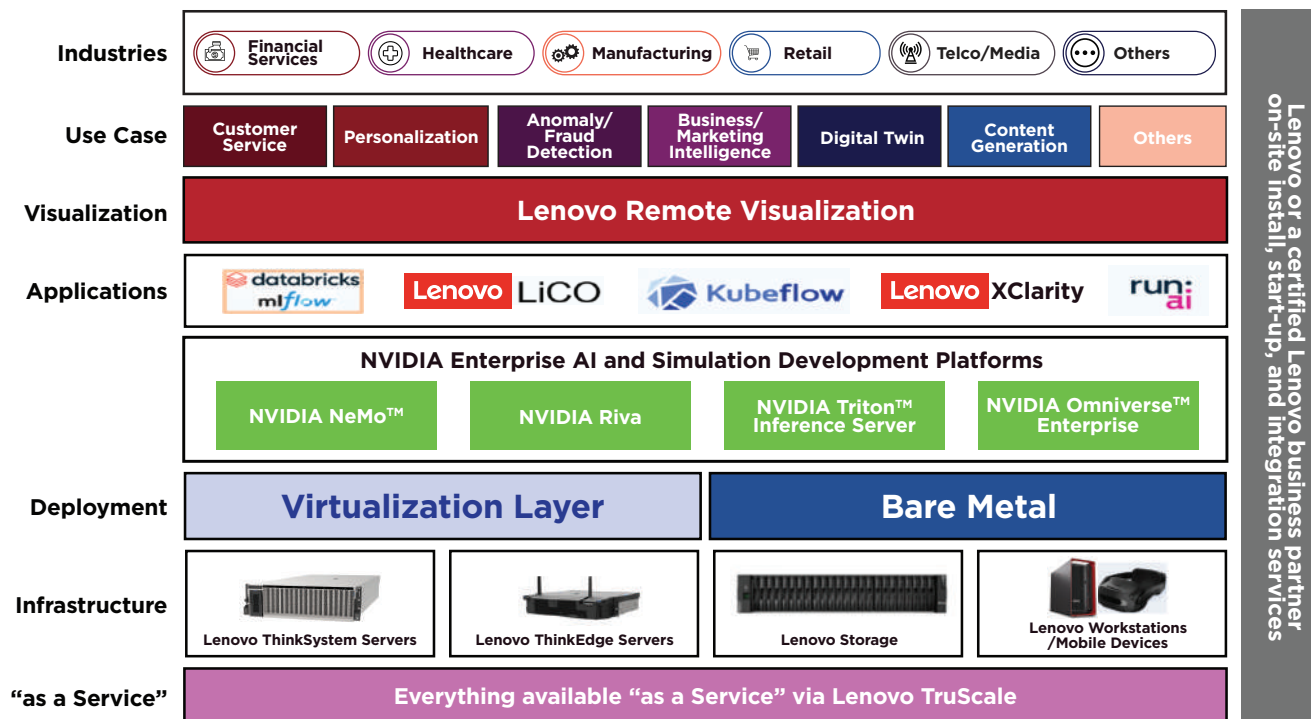 Industries
Financial
Services
Healthcare
Manufacturing
Retail
Telco/Media
Others
Use Case
Customer
Service
Personalization
Anomaly/
Fraud
Detection
Business/
Marketing
Intelligence
Digital Twin
Content
Generation
Others
Visualization
Lenovo Remote Visualization
Applications
databricks
mlflow
Lenovo LiCO
Kubeflow
Lenovo XClarity
run:
ai
NVIDIA Enterprise AI and Simulation Development Platforms
NVIDIA NeMo™
NVIDIA Riva
NVIDIA Triton™
Inference Server
NVIDIA Omniverse™
Enterprise
Deployment
Virtualization Layer
Bare Metal
Infrastructure
Lenovo ThinkSystem Servers
Lenovo ThinkEdge Servers
Lenovo Storage
Lenovo Workstations
/Mobile Devices
“as a Service”
Everything available “as a Service” via Lenovo TruScale
Lenovo or a certified Lenovo business partner
on-site install, start-up, and integration services